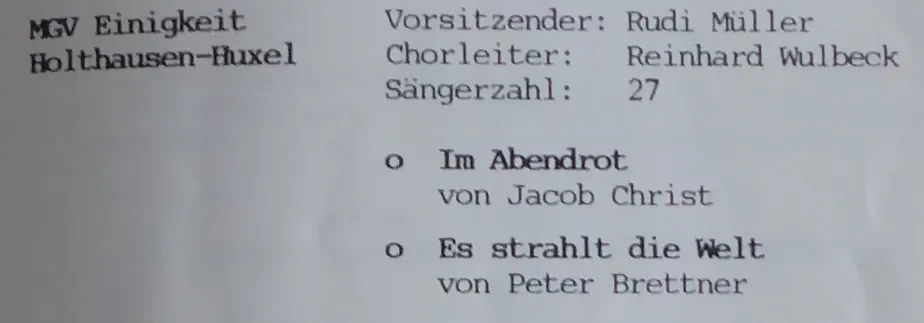 MGV Einigkeit Vorsitzender: Rudi Müller
Holthausen-Huxel Chorleiter: Reinhard Wulbeck
Sängerzahl: 27
o Im Abendrot
von Jacob Christ
o Es strahlt die Welt
von Peter Brettner